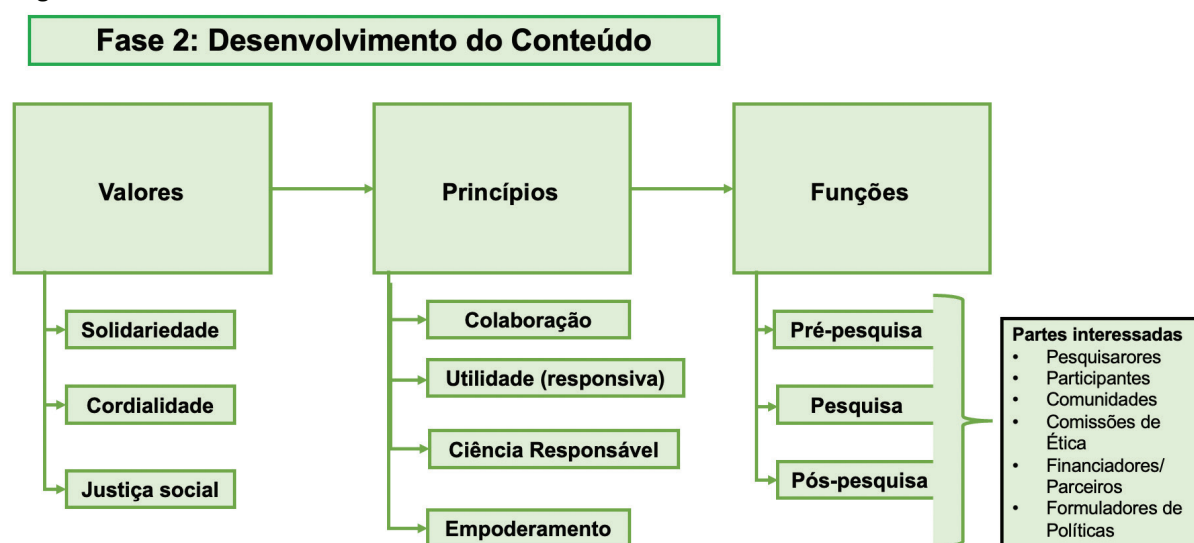 Fase 2: Desenvolvimento do Conteúdo
Valores
Princípios
Funções
Solidariedade
Cordialidade
Justiça social
Colaboração
Utilidade (responsiva)
Ciência Responsável
Empoderamento
Pré-pesquisa
Pesquisa
Pós-pesquisa
Partes interessadas
• Pesquisarores
• Participantes
• Comunidades
• Comissões de
Ética
• Financiadores/
Parceiros
• Formuladores de
Políticas